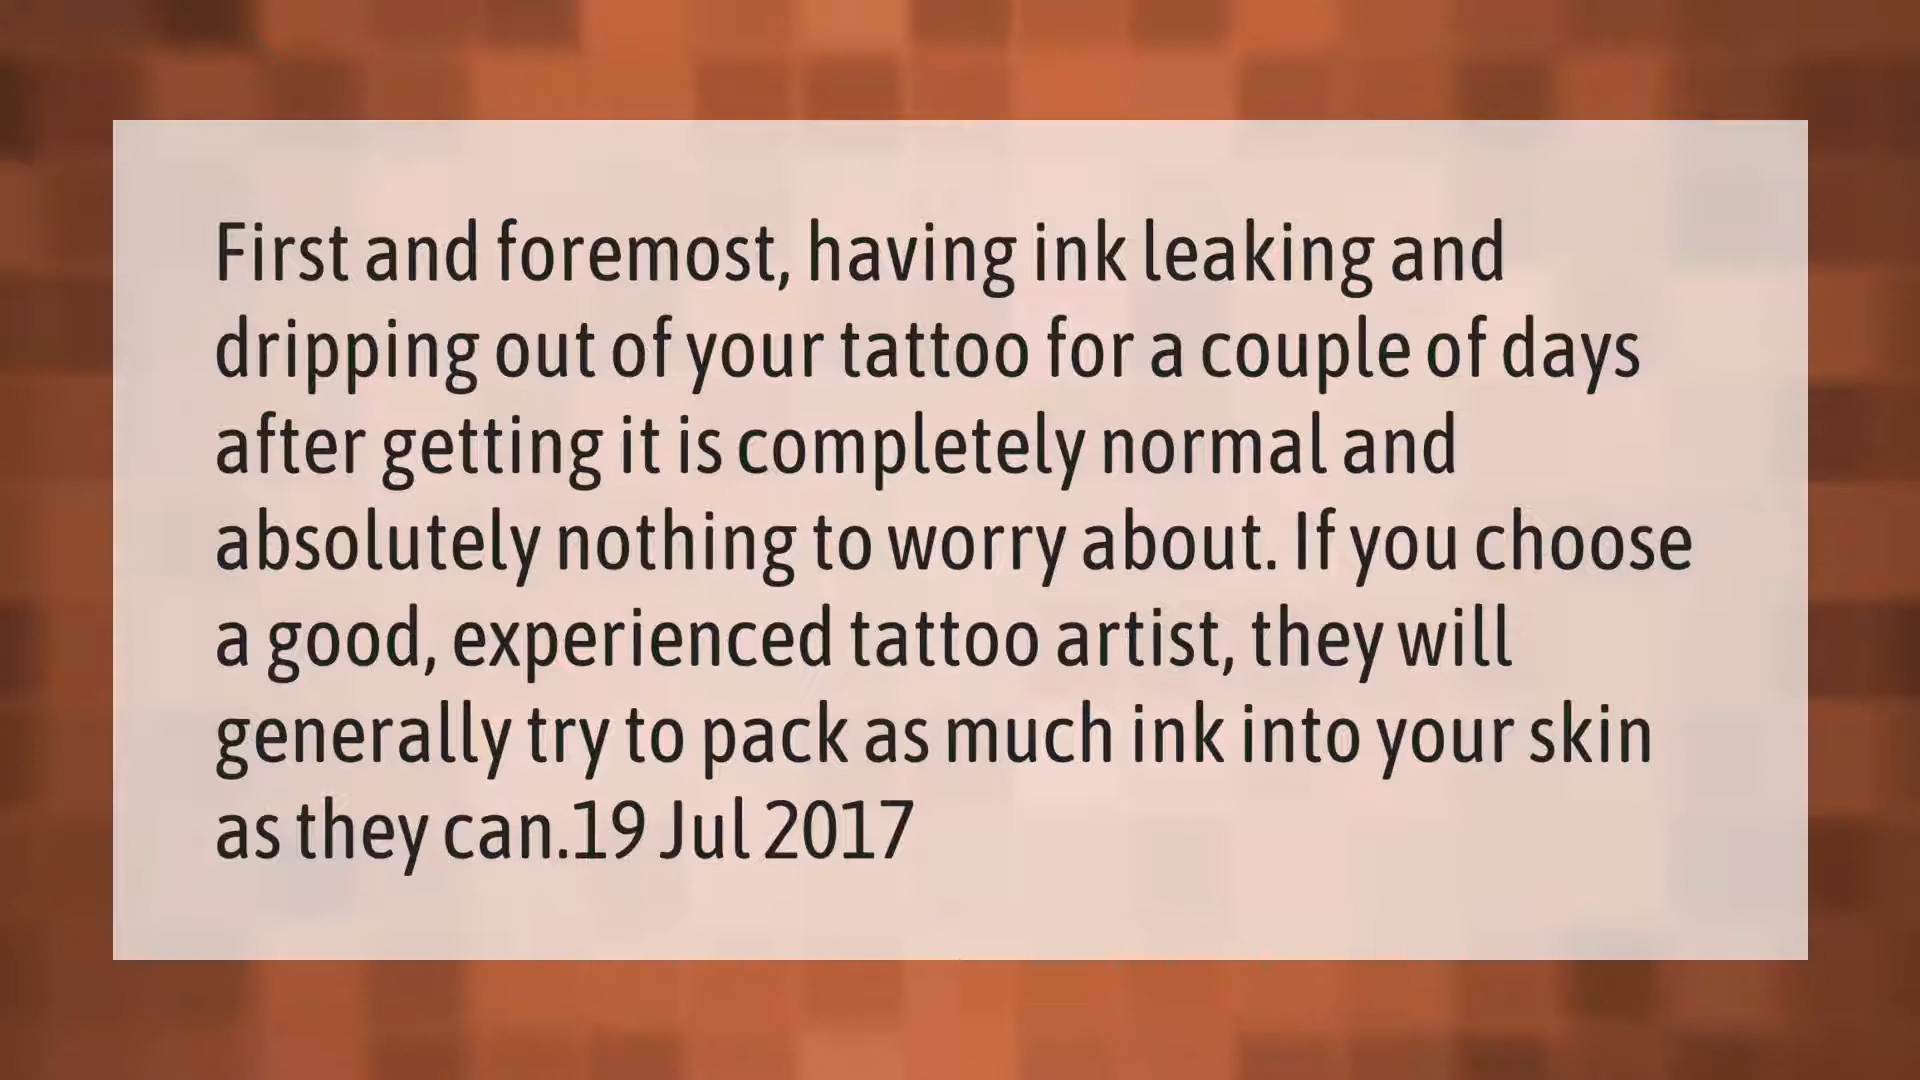 First and foremost, having ink leaking and
dripping out of your tattoo for a couple of days
after getting it is completely normal and
absolutely nothing to worry about. If you choose
a good, experienced tattoo artist, they will
generally try to pack as much ink into your skin
as they can.19 Jul 2017